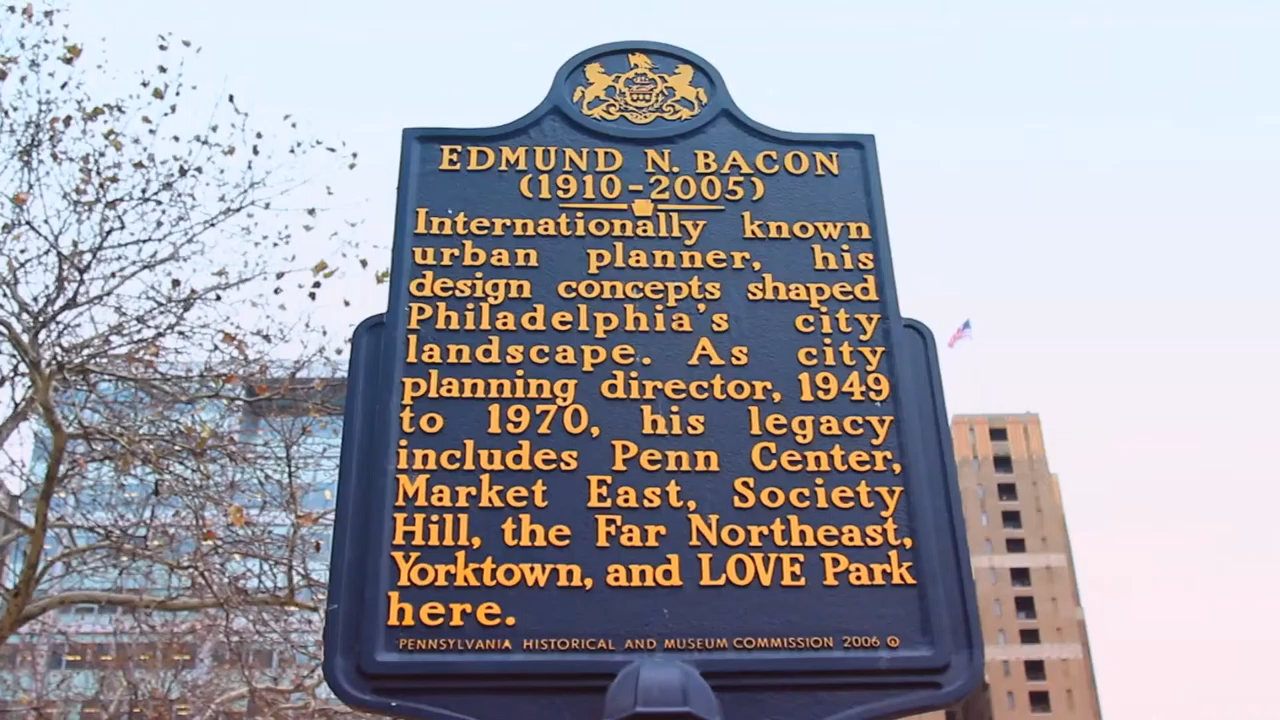 EDMUND N. BACON
(1910-2005)
Internationally known
urban planner, his
design concepts shaped
Philadelphia's city
landscape. As city
planning director, 1949
to 1970, his legacy
includes Penn Center,
Market East, Society
Hill, the Far Northeast,
Yorktown, and LOVE Park
here.
PENNSYLVANIA HISTORICAL AND MUSEUM COMMISSION 2006